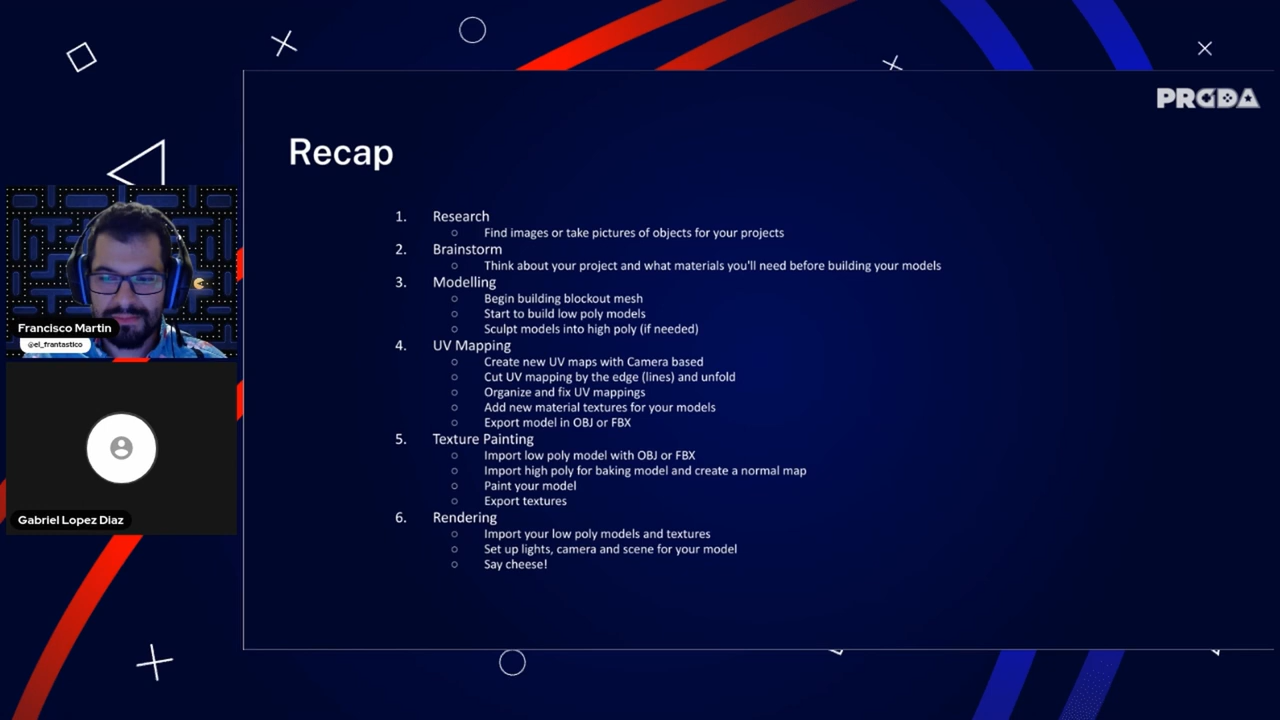 PRGDA
Recap
1. Research
○ Find images or take pictures of objects for your projects
2. Brainstorm
○ Think about your project and what materials you'll need before building your models
3. Modelling
○ Begin building blockout mesh
○ Start to build low poly models
○ Sculpt models into high poly (if needed)
4. UV Mapping
○ Create new UV maps with Camera based
○ Cut UV mapping by the edge (lines) and unfold
○ Organize and fix UV mappings
○ Add new material textures for your models
○ Export model in OBJ or FBX
5. Texture Painting
○ Import low poly model with OBJ or FBX
○ Import high poly for baking model and create a normal map
○ Paint your model
○ Export textures
6. Rendering
○ Import your low poly models and textures
○ Set up lights, camera and scene for your model
○ Say cheese!
Francisco Martin
@el_frantastico
Gabriel Lopez Diaz